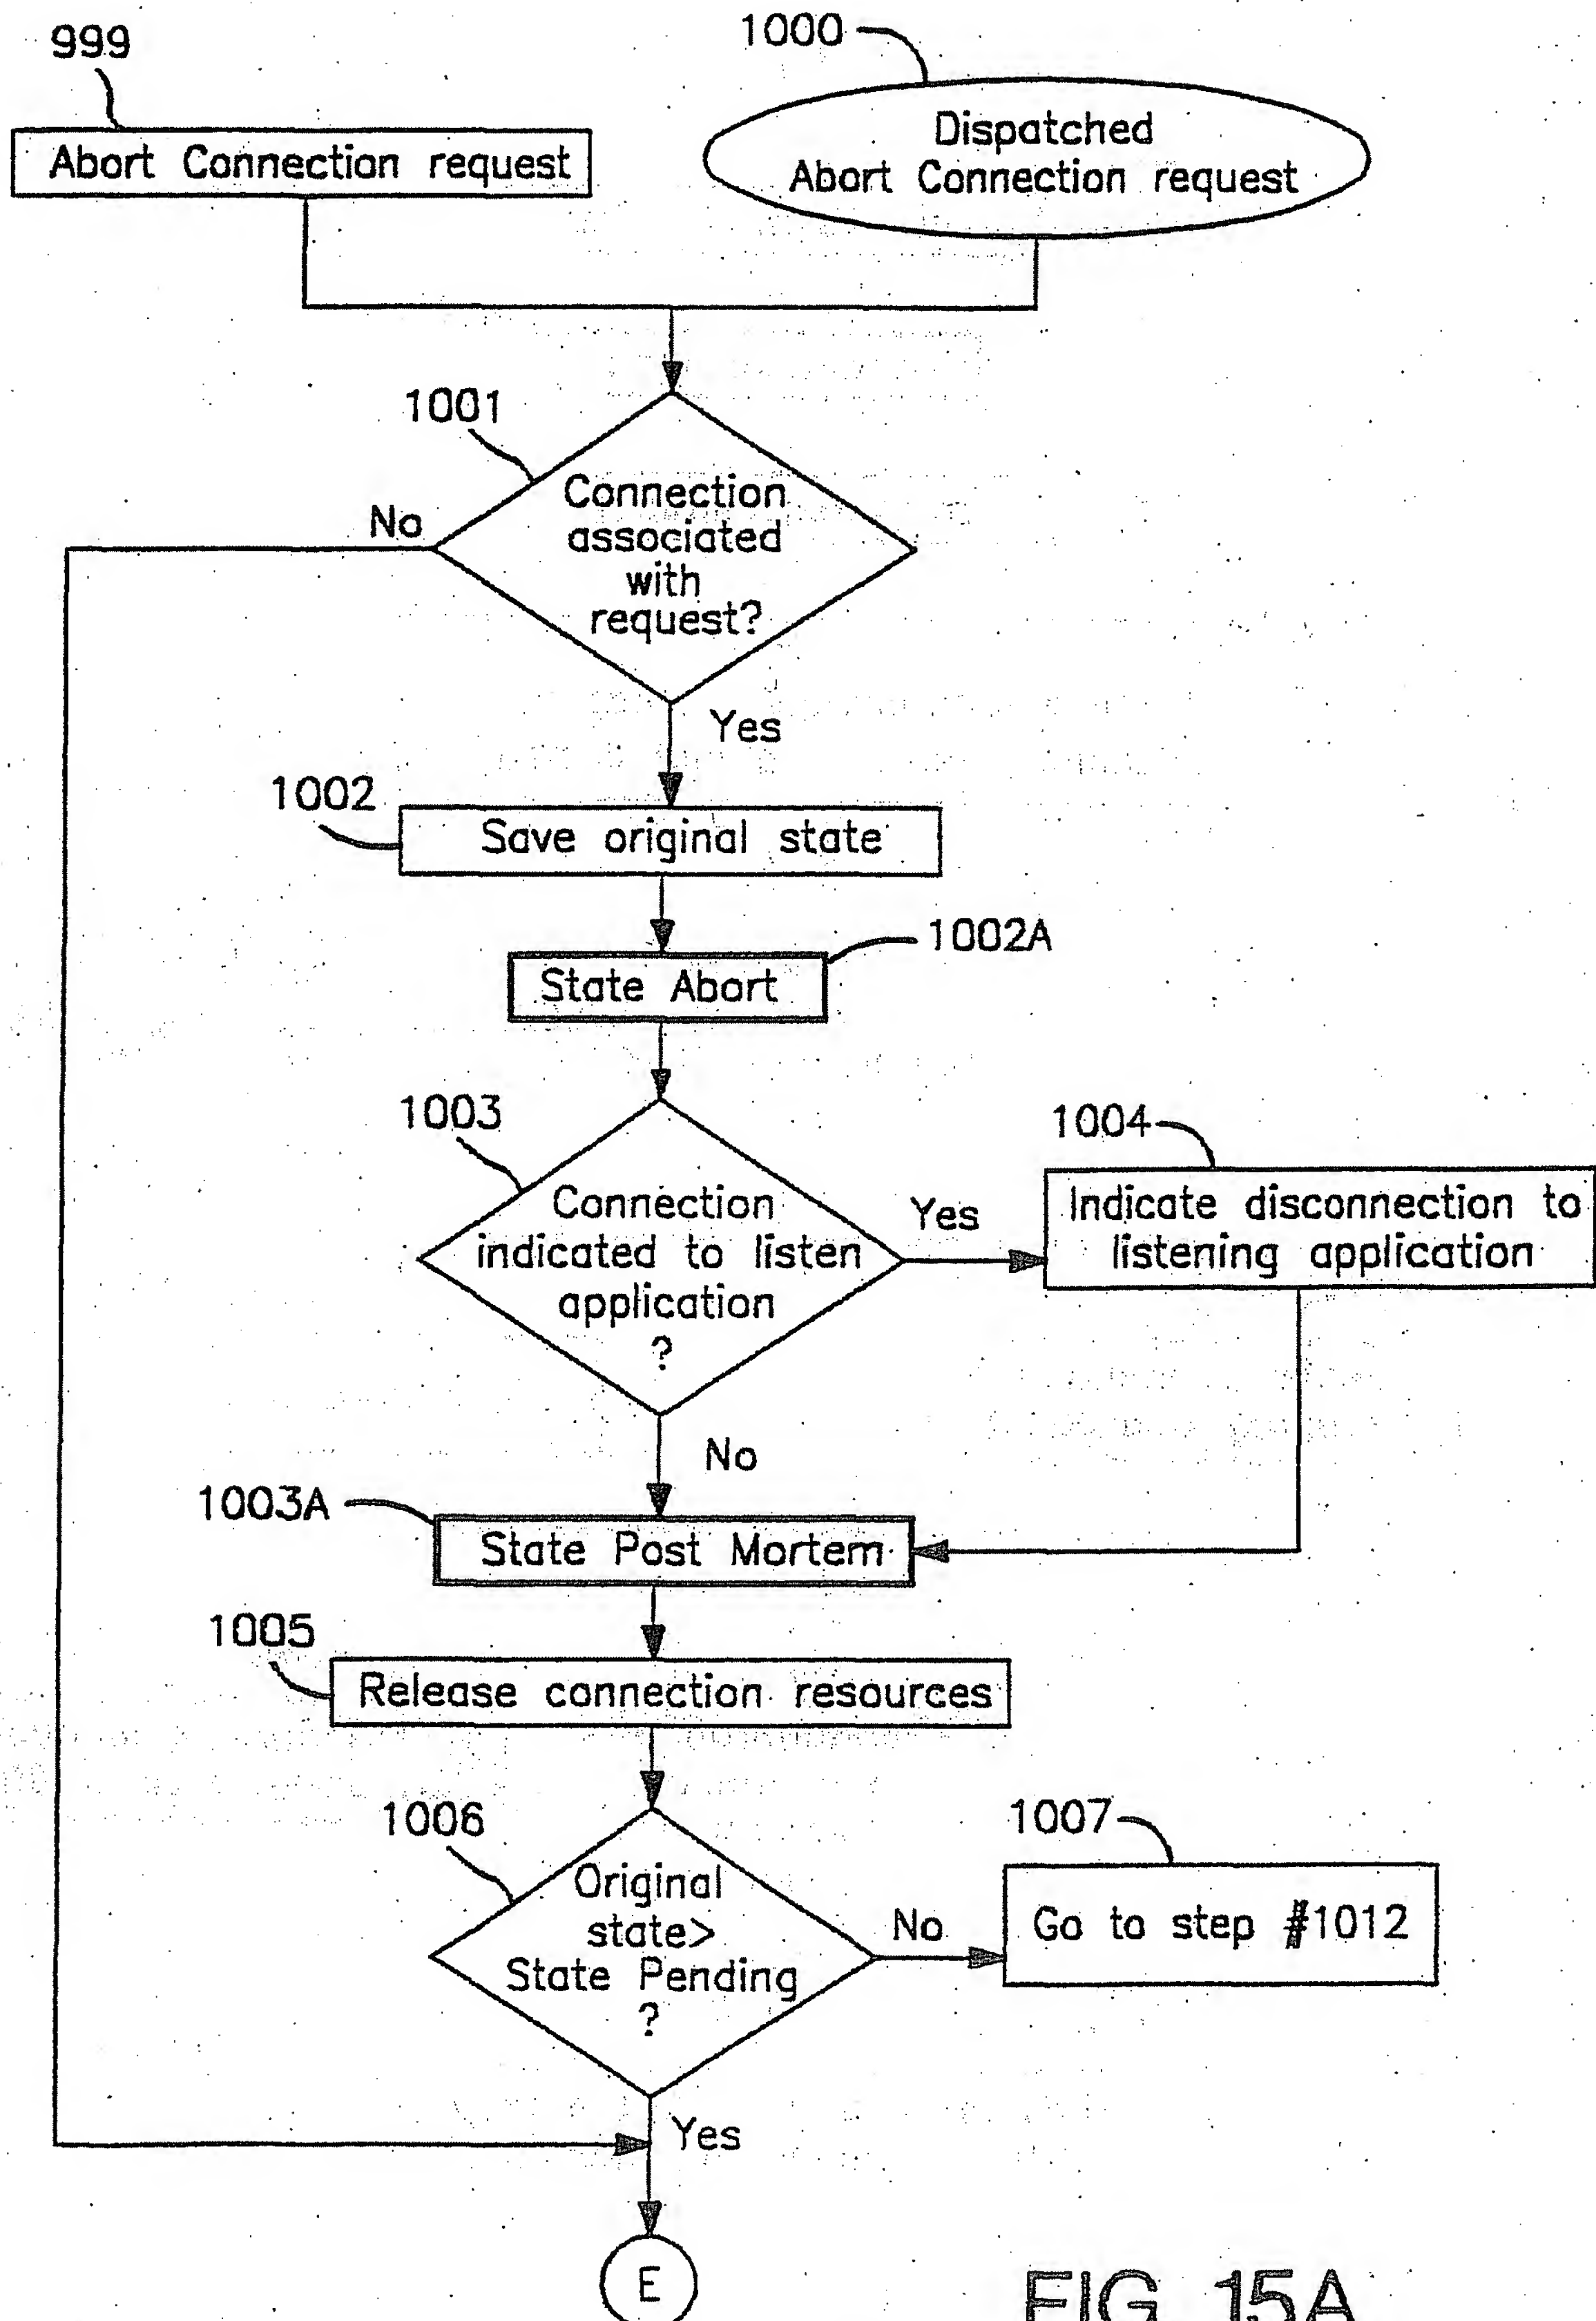 999
1000
Abort Connection request
Dispatched
Abort Connection request
1001
No
Connection
associated
with
request?
Yes
1002
Save original state
1002A
State Abort
1003
1004
Connection
indicated to listen
application
?
Yes
Indicate disconnection to
listening application
No
1003A
State Post Mortem
1005
Release connection resources
1006
1007
Original
state>
State Pending
?
No
Go to step #1012
Yes
E
FIG. 15A